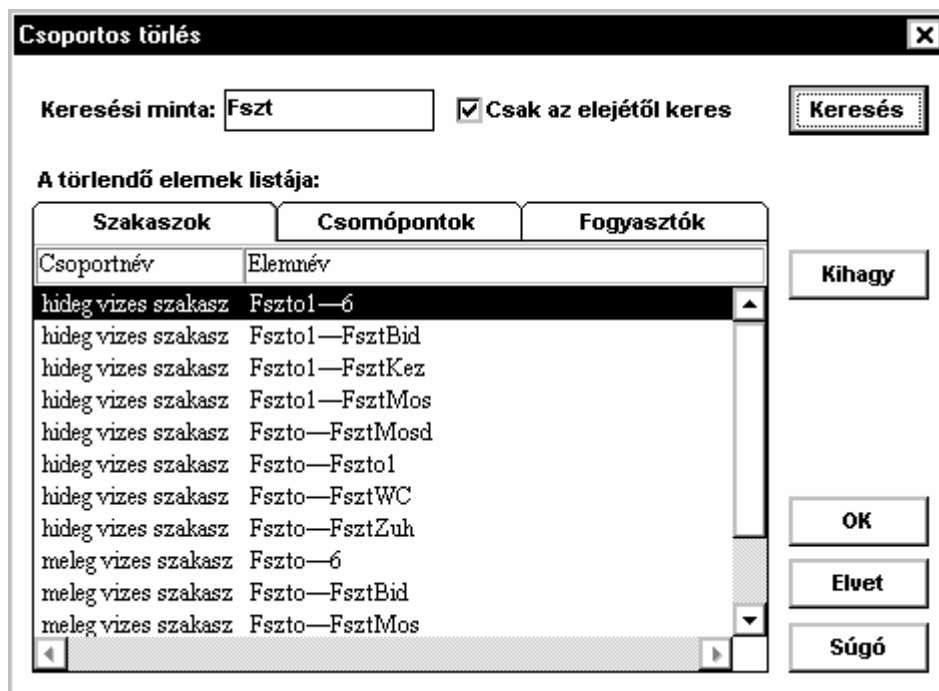 Csoportos törlés
Keresési minta: Fszt Csak az elejétől keres Keresés
A törlendő elemek listája:
Szakaszok Csomópontok Fogyasztók
Csoportnév Elemnév Kihagy
hideg vizes szakasz Fszto1—6
hideg vizes szakasz Fszto1—FsztBid
hideg vizes szakasz Fszto1—FsztKez
hideg vizes szakasz Fszto1—FsztMos
hideg vizes szakasz Fszto—FsztMosd
hideg vizes szakasz Fszto—Fszto1
hideg vizes szakasz Fszto—FsztWC
hideg vizes szakasz Fszto—FsztZuh OK
meleg vizes szakasz Fszto—6
meleg vizes szakasz Fszto—FsztBid Elvet
meleg vizes szakasz Fszto—FsztMos
Súgó